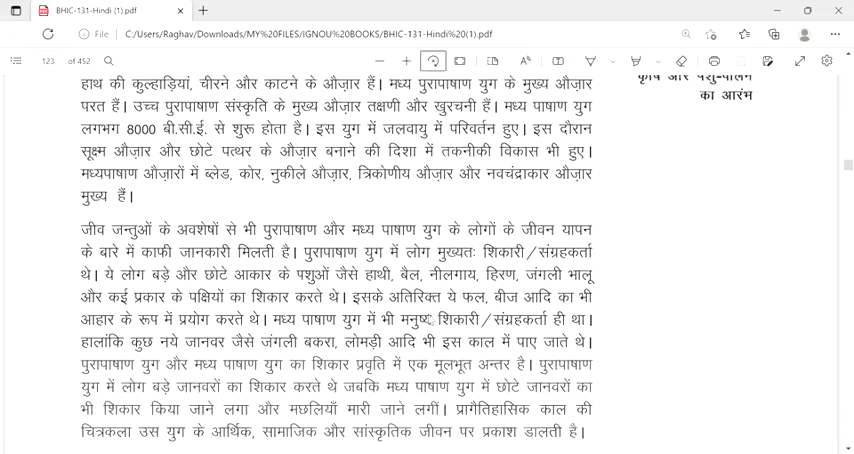 BHIC-131-Hindi (1).pdf
File C:/Users/Raghav/Downloads/MY%20FILES/IGNOU%20BOOKS/BHIC-131-Hindi%20(1).pdf
123 of 452
हाथ की कुल्हाड़ियां, चीरने और काटने के औज़ार हैं। मध्य पुरापाषाण युग के मुख्य औज़ार
परत हैं। उच्च पुरापाषाण संस्कृति के मुख्य औज़ार तक्षणी और खुरचनी हैं। मध्य पाषाण युग
लगभग 8000 बी.सी.ई. से शुरू होता है। इस युग में जलवायु में परिवर्तन हुए। इस दौरान
सूक्ष्म औज़ार और छोटे पत्थर के औज़ार बनाने की दिशा में तकनीकी विकास भी हुए।
मध्यपाषाण औज़ारों में ब्लेड, कोर, नुकीले औज़ार, त्रिकोणीय औज़ार और नवचंद्राकार औज़ार
मुख्य हैं।
कृषि और पशु-पालन
का आरंभ
जीव जन्तुओं के अवशेषों से भी पुरापाषाण और मध्य पाषाण युग के लोगों के जीवन यापन
के बारे में काफी जानकारी मिलती है। पुरापाषाण युग में लोग मुख्यतः शिकारी/संग्रहकर्ता
थे। ये लोग बड़े और छोटे आकार के पशुओं जैसे हाथी, बैल, नीलगाय, हिरण, जंगली भालू
और कई प्रकार के पक्षियों का शिकार करते थे। इसके अतिरिक्त ये फल, बीज आदि का भी
आहार के रूप में प्रयोग करते थे। मध्य पाषाण युग में भी मनुष्य शिकारी/संग्रहकर्ता ही था।
हालांकि कुछ नये जानवर जैसे जंगली बकरा, लोमड़ी आदि भी इस काल में पाए जाते थे।
पुरापाषाण युग और मध्य पाषाण युग का शिकार प्रवृति में एक मूलभूत अन्तर है। पुरापाषाण
युग में लोग बड़े जानवरों का शिकार करते थे जबकि मध्य पाषाण युग में छोटे जानवरों का
भी शिकार किया जाने लगा और मछलियाँ मारी जाने लगीं। प्रागैतिहासिक काल की
चित्रकला उस युग के आर्थिक, सामाजिक और सांस्कृतिक जीवन पर प्रकाश डालती है।